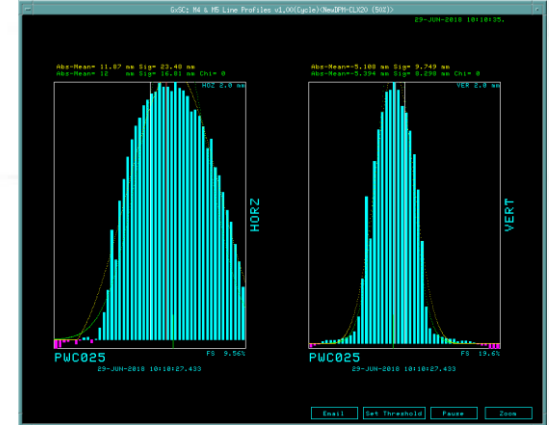 GxSC: M4 & M5 Line Profiles v1.00(Cycle)<NewDPM-CLX20 (50X)>
29-JUN-2018 10:10:35.
Abs-Mean= 11.87 mm Sig= 23.48 mm
Abs-Mean= 12 mm Sig= 16.81 mm Chi= 0
HOZ 2.0 mm
HORZ
PWC025
FS 9.56%
29-JUN-2018 10:10:27.433
Abs-Mean=-5.108 mm Sig= 9.749 mm
Abs-Mean=-5.394 mm Sig= 8.298 mm Chi= 0
VER 2.0 mm
VERT
PWC025
FS 19.6%
29-JUN-2018 10:10:27.433
Email Set Threshold Pause Zoom